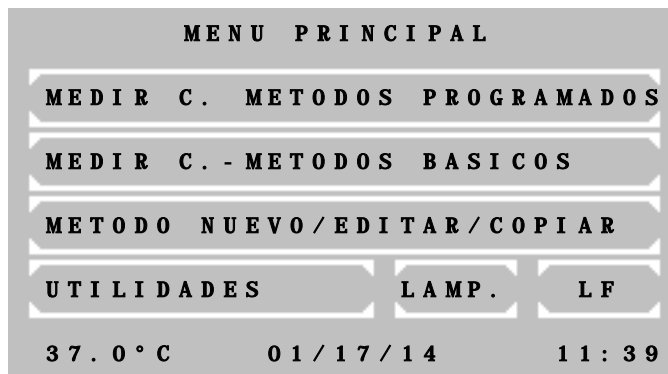 MENU PRINCIPAL
MEDIR C. METODOS PROGRAMADOS
MEDIR C.-METODOS BASICOS
METODO NUEVO/EDITAR/COPIAR
UTILIDADES LAMP. LF
37.0°C 01/17/14 11:39